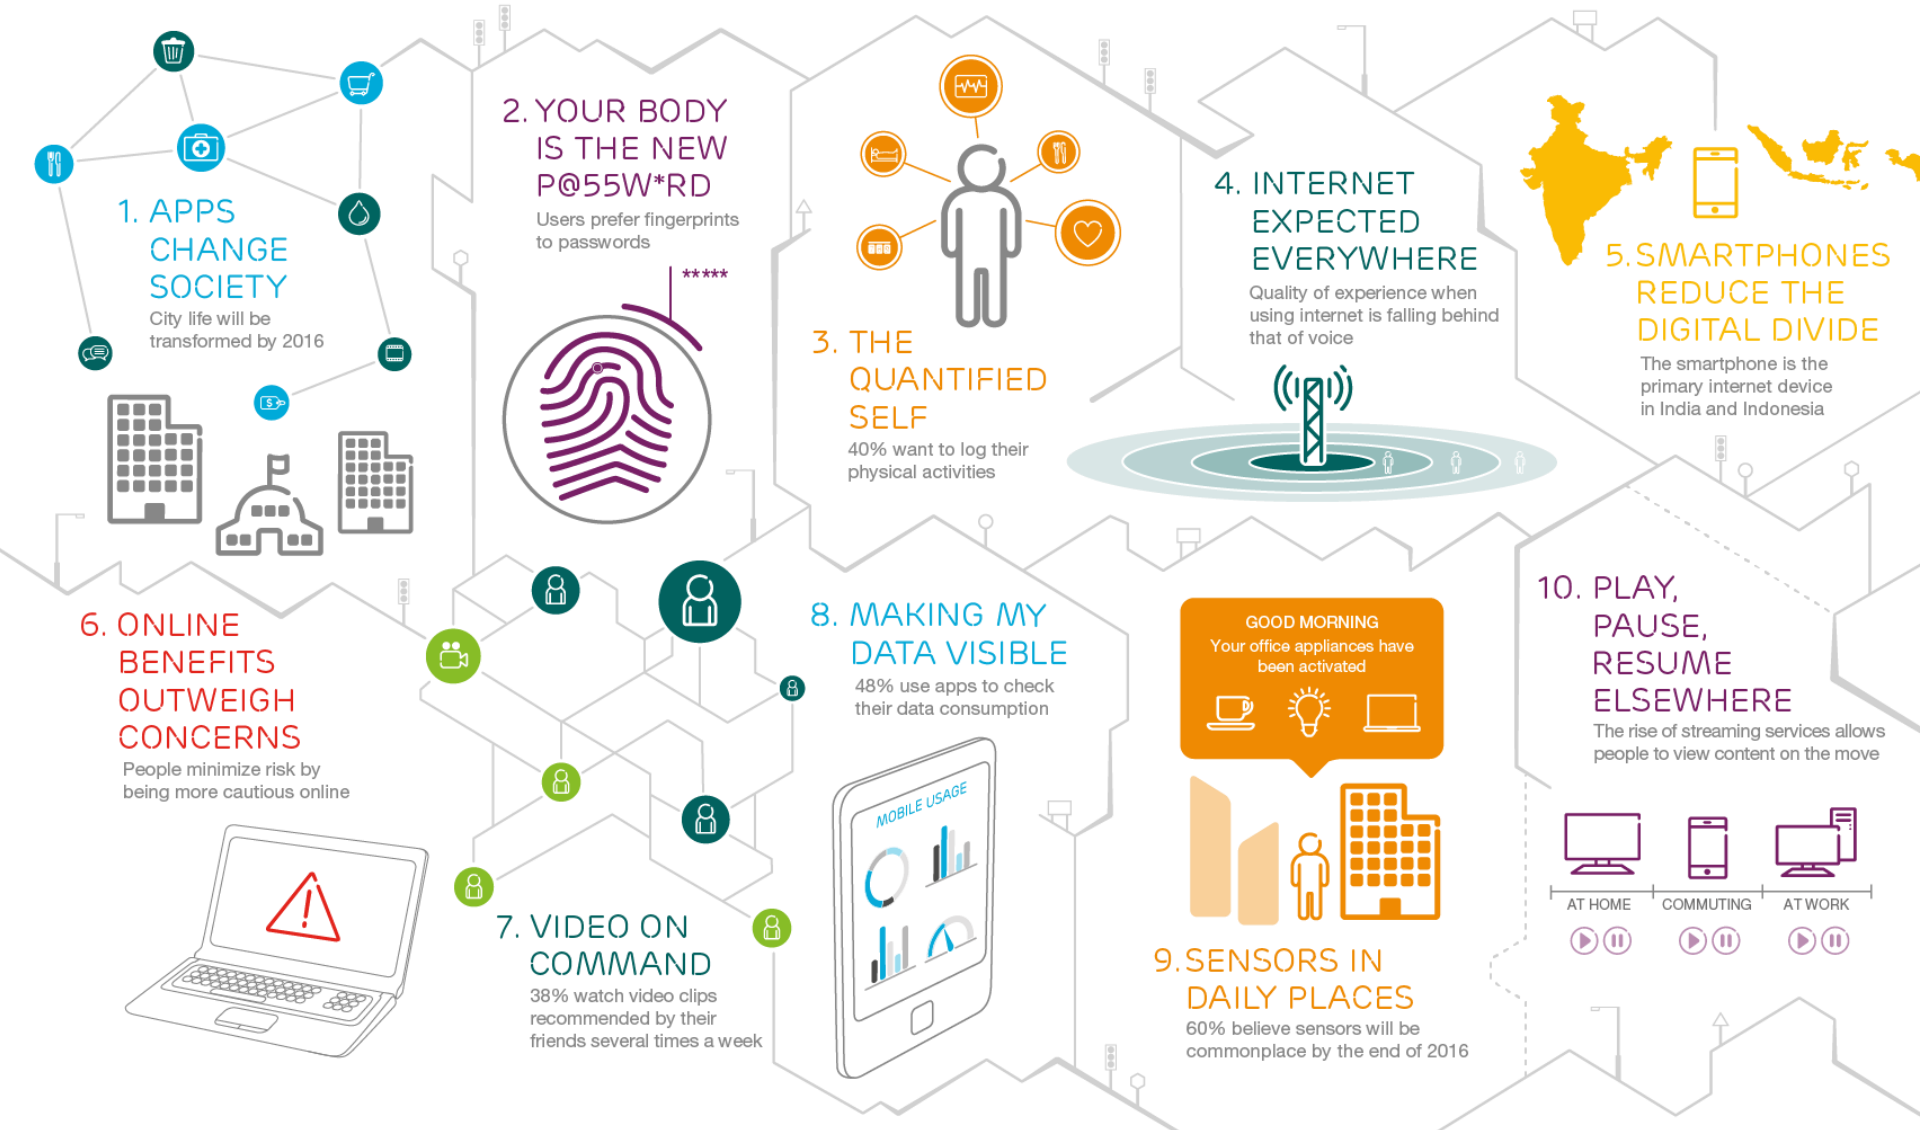 1. APPS
CHANGE
SOCIETY
City life will be
transformed by 2016
$
2. YOUR BODY
IS THE NEW
P@55W*RD
Users prefer fingerprints
to passwords
*****
3. THE
QUANTIFIED
SELF
40% want to log their
physical activities
4. INTERNET
EXPECTED
EVERYWHERE
Quality of experience when
using internet is falling behind
that of voice
5. SMARTPHONES
REDUCE THE
DIGITAL DIVIDE
The smartphone is the
primary internet device
in India and Indonesia
6. ONLINE
BENEFITS
OUTWEIGH
CONCERNS
People minimize risk by
being more cautious online
7. VIDEO ON
COMMAND
38% watch video clips
recommended by their
friends several times a week
8. MAKING MY
DATA VISIBLE
48% use apps to check
their data consumption
MOBILE USAGE
GOOD MORNING
Your office appliances have
been activated
9. SENSORS IN
DAILY PLACES
60% believe sensors will be
commonplace by the end of 2016
10. PLAY,
PAUSE,
RESUME
ELSEWHERE
The rise of streaming services allows
people to view content on the move
AT HOME
COMMUTING
AT WORK